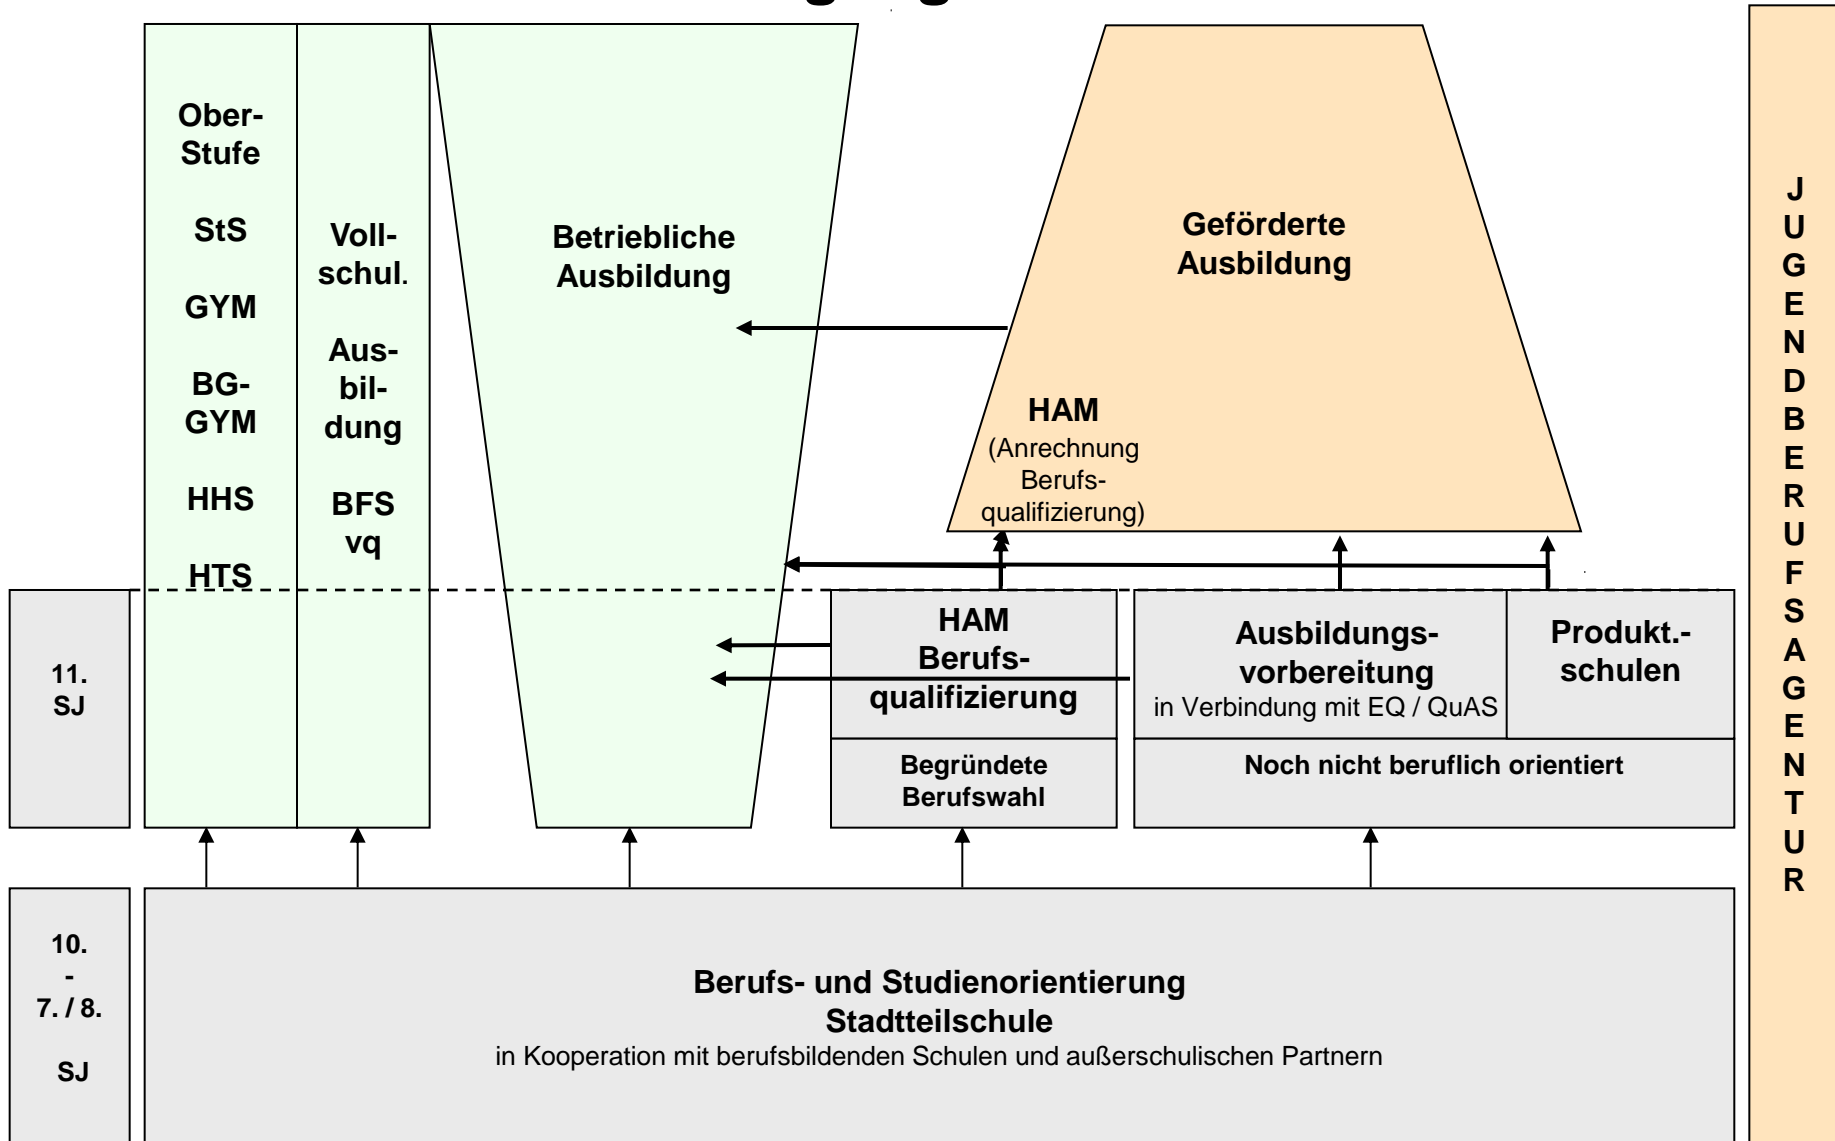 Ober-
Stufe
StS
GYM
BG-
GYM
HHS
HTS
Voll-
schul.
Aus-
bil-
dung
BFS
vq
Betriebliche
Ausbildung
Geförderte
Ausbildung
HAM
(Anrechnung
Berufs-
qualifizierung)
11.
SJ
HAM
Berufs-
qualifizierung
Begründete
Berufswahl
Ausbildungs-
vorbereitung
in Verbindung mit EQ / QuAS
Produkt.-
schulen
Noch nicht beruflich orientiert
10.
-
7. / 8.
SJ
Berufs- und Studienorientierung
Stadtteilschule
in Kooperation mit berufsbildenden Schulen und außerschulischen Partnern
J
U
G
E
N
D
B
E
R
U
F
S
A
G
E
N
T
U
R